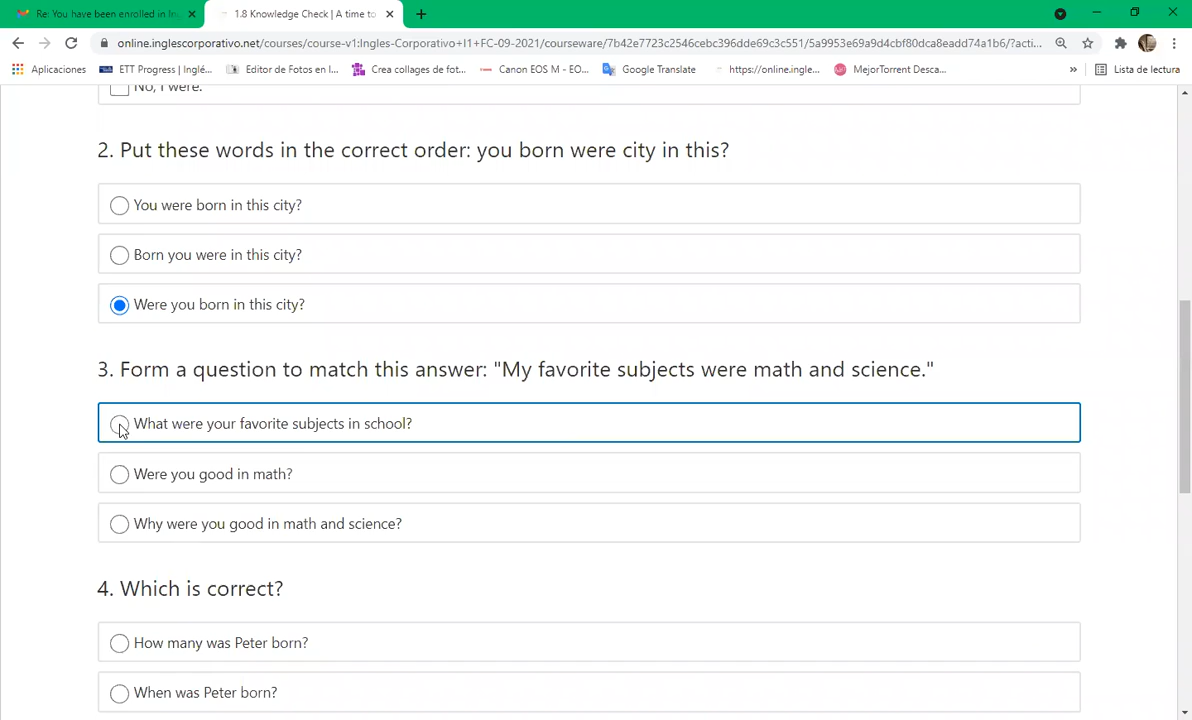 Re: You have been enrolled in In
1.8 Knowledge Check | A time to
online.inglescorporativo.net/courses/course-v1:Ingles-Corporativo+I1+FC-09-2021/courseware/7b42e7723c2546cebc396dde69c3c551/5a9953e69a9d4cbf80dca8eadd74a1b6/?acti...
Aplicaciones ETT Progress | Inglé... Editor de Fotos en l... Crea collages de fot... Canon EOS M - EO... Google Translate https://online.ingle... MejorTorrent Desca... » Lista de lectura
No, I were.
2. Put these words in the correct order: you born were city in this?
You were born in this city?
Born you were in this city?
Were you born in this city?
3. Form a question to match this answer: "My favorite subjects were math and science."
What were your favorite subjects in school?
Were you good in math?
Why were you good in math and science?
4. Which is correct?
How many was Peter born?
When was Peter born?